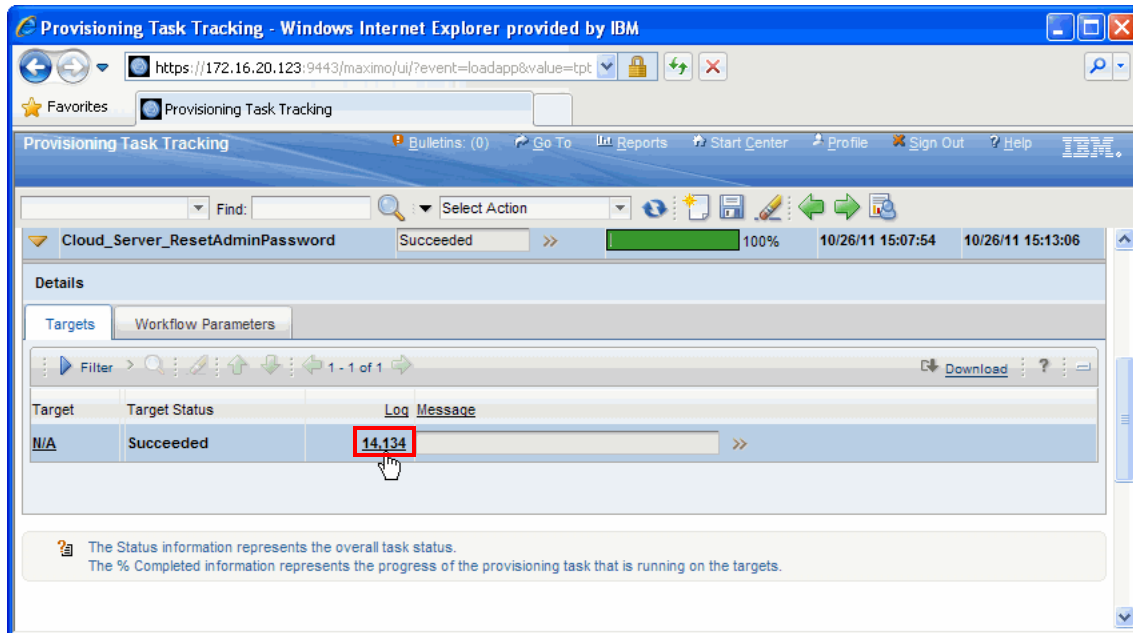 Provisioning Task Tracking - Windows Internet Explorer provided by IBM
https://172.16.20.123:9443/maximo/ui/?event=loadapp&value=tpt
Favorites Provisioning Task Tracking
Provisioning Task Tracking Bulletins: (0) Go To Reports Start Center Profile Sign Out ? Help IBM.
Find: Select Action
Cloud_Server_ResetAdminPassword Succeeded 100% 10/26/11 15:07:54 10/26/11 15:13:06
Details
Targets Workflow Parameters
Filter 1 - 1 of 1 Download ?
Target Target Status Log Message
N/A Succeeded 14,134
The Status information represents the overall task status.
The % Completed information represents the progress of the provisioning task that is running on the targets.